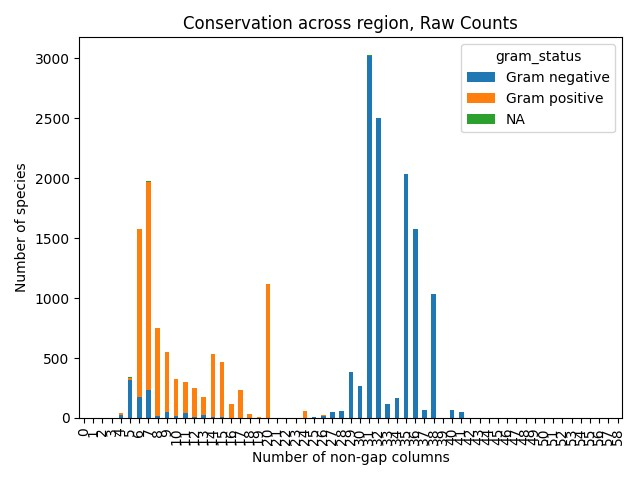 Conservation across region, Raw Counts
gram_status
Gram negative
Gram positive
NA
Number of species
3000
2500
2000
1500
1000
500
0
0 1 2 3 4 5 6 7 8 9 10 11 12 13 14 15 16 17 18 19 20 21 22 23 24 25 26 27 28 29 30 31 32 33 34 35 36 37 38 39 40 41 42 43 44 45 46 47 48 49 50 51 52 53 54 55 56 57 58
Number of non-gap columns